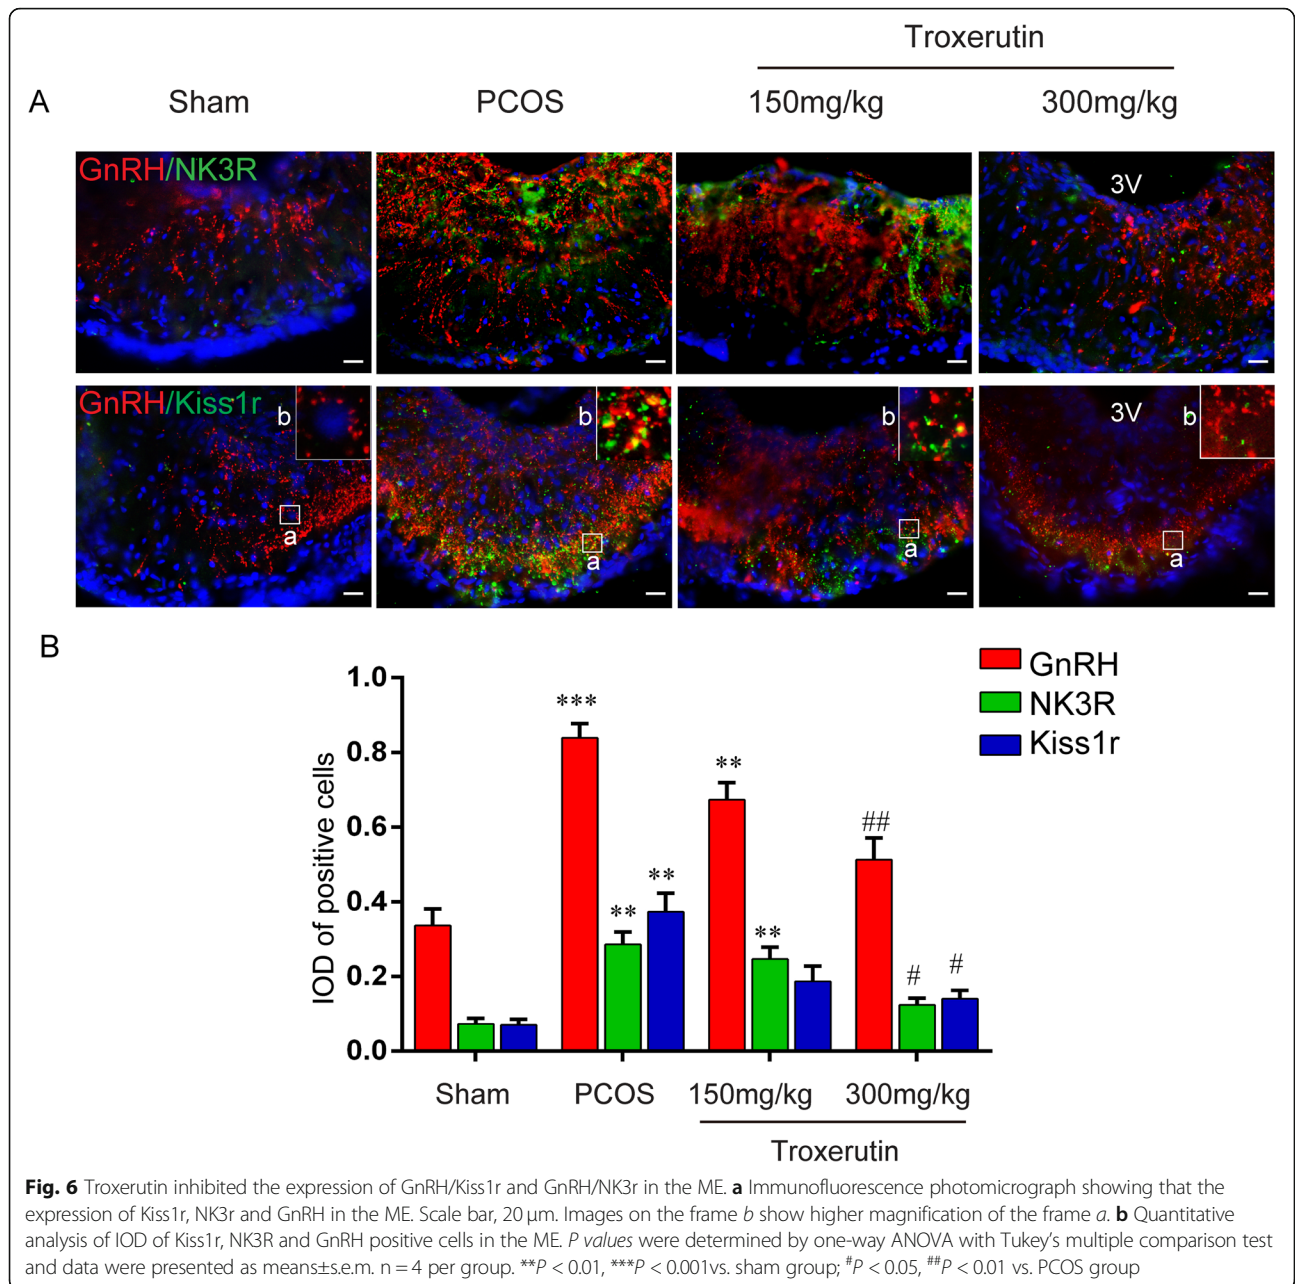 Troxerutin
A Sham PCOS 150mg/kg 300mg/kg
GnRH/NK3R 3V
GnRH/Kiss1r b b b 3V b
a a a a
B
GnRH
NK3R
Kiss1r
IOD of positive cells
1.0
0.8
0.6
0.4
0.2
0.0
***
**
**
**
**
##
#
#
Sham PCOS 150mg/kg 300mg/kg
Troxerutin
Fig. 6 Troxerutin inhibited the expression of GnRH/Kiss1r and GnRH/NK3r in the ME. a Immunofluorescence photomicrograph showing that the
expression of Kiss1r, NK3r and GnRH in the ME. Scale bar, 20 μm. Images on the frame b show higher magnification of the frame a. b Quantitative
analysis of IOD of Kiss1r, NK3R and GnRH positive cells in the ME. P values were determined by one-way ANOVA with Tukey's multiple comparison test
and data were presented as means±s.e.m. n = 4 per group. **P < 0.01, ***P < 0.001vs. sham group; #P < 0.05, ##P < 0.01 vs. PCOS group